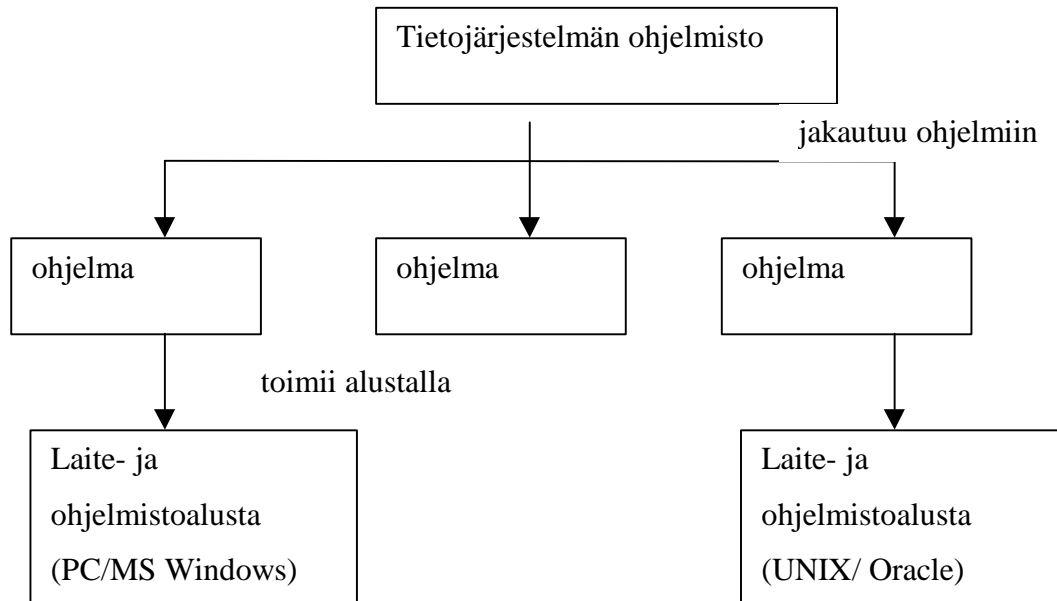 Tietojärjestelmän ohjelmisto
jakautuu ohjelmiin
ohjelma
ohjelma
ohjelma
toimii alustalla
Laite- ja
ohjelmistoalusta
(PC/MS Windows)
Laite- ja
ohjelmistoalusta
(UNIX/ Oracle)